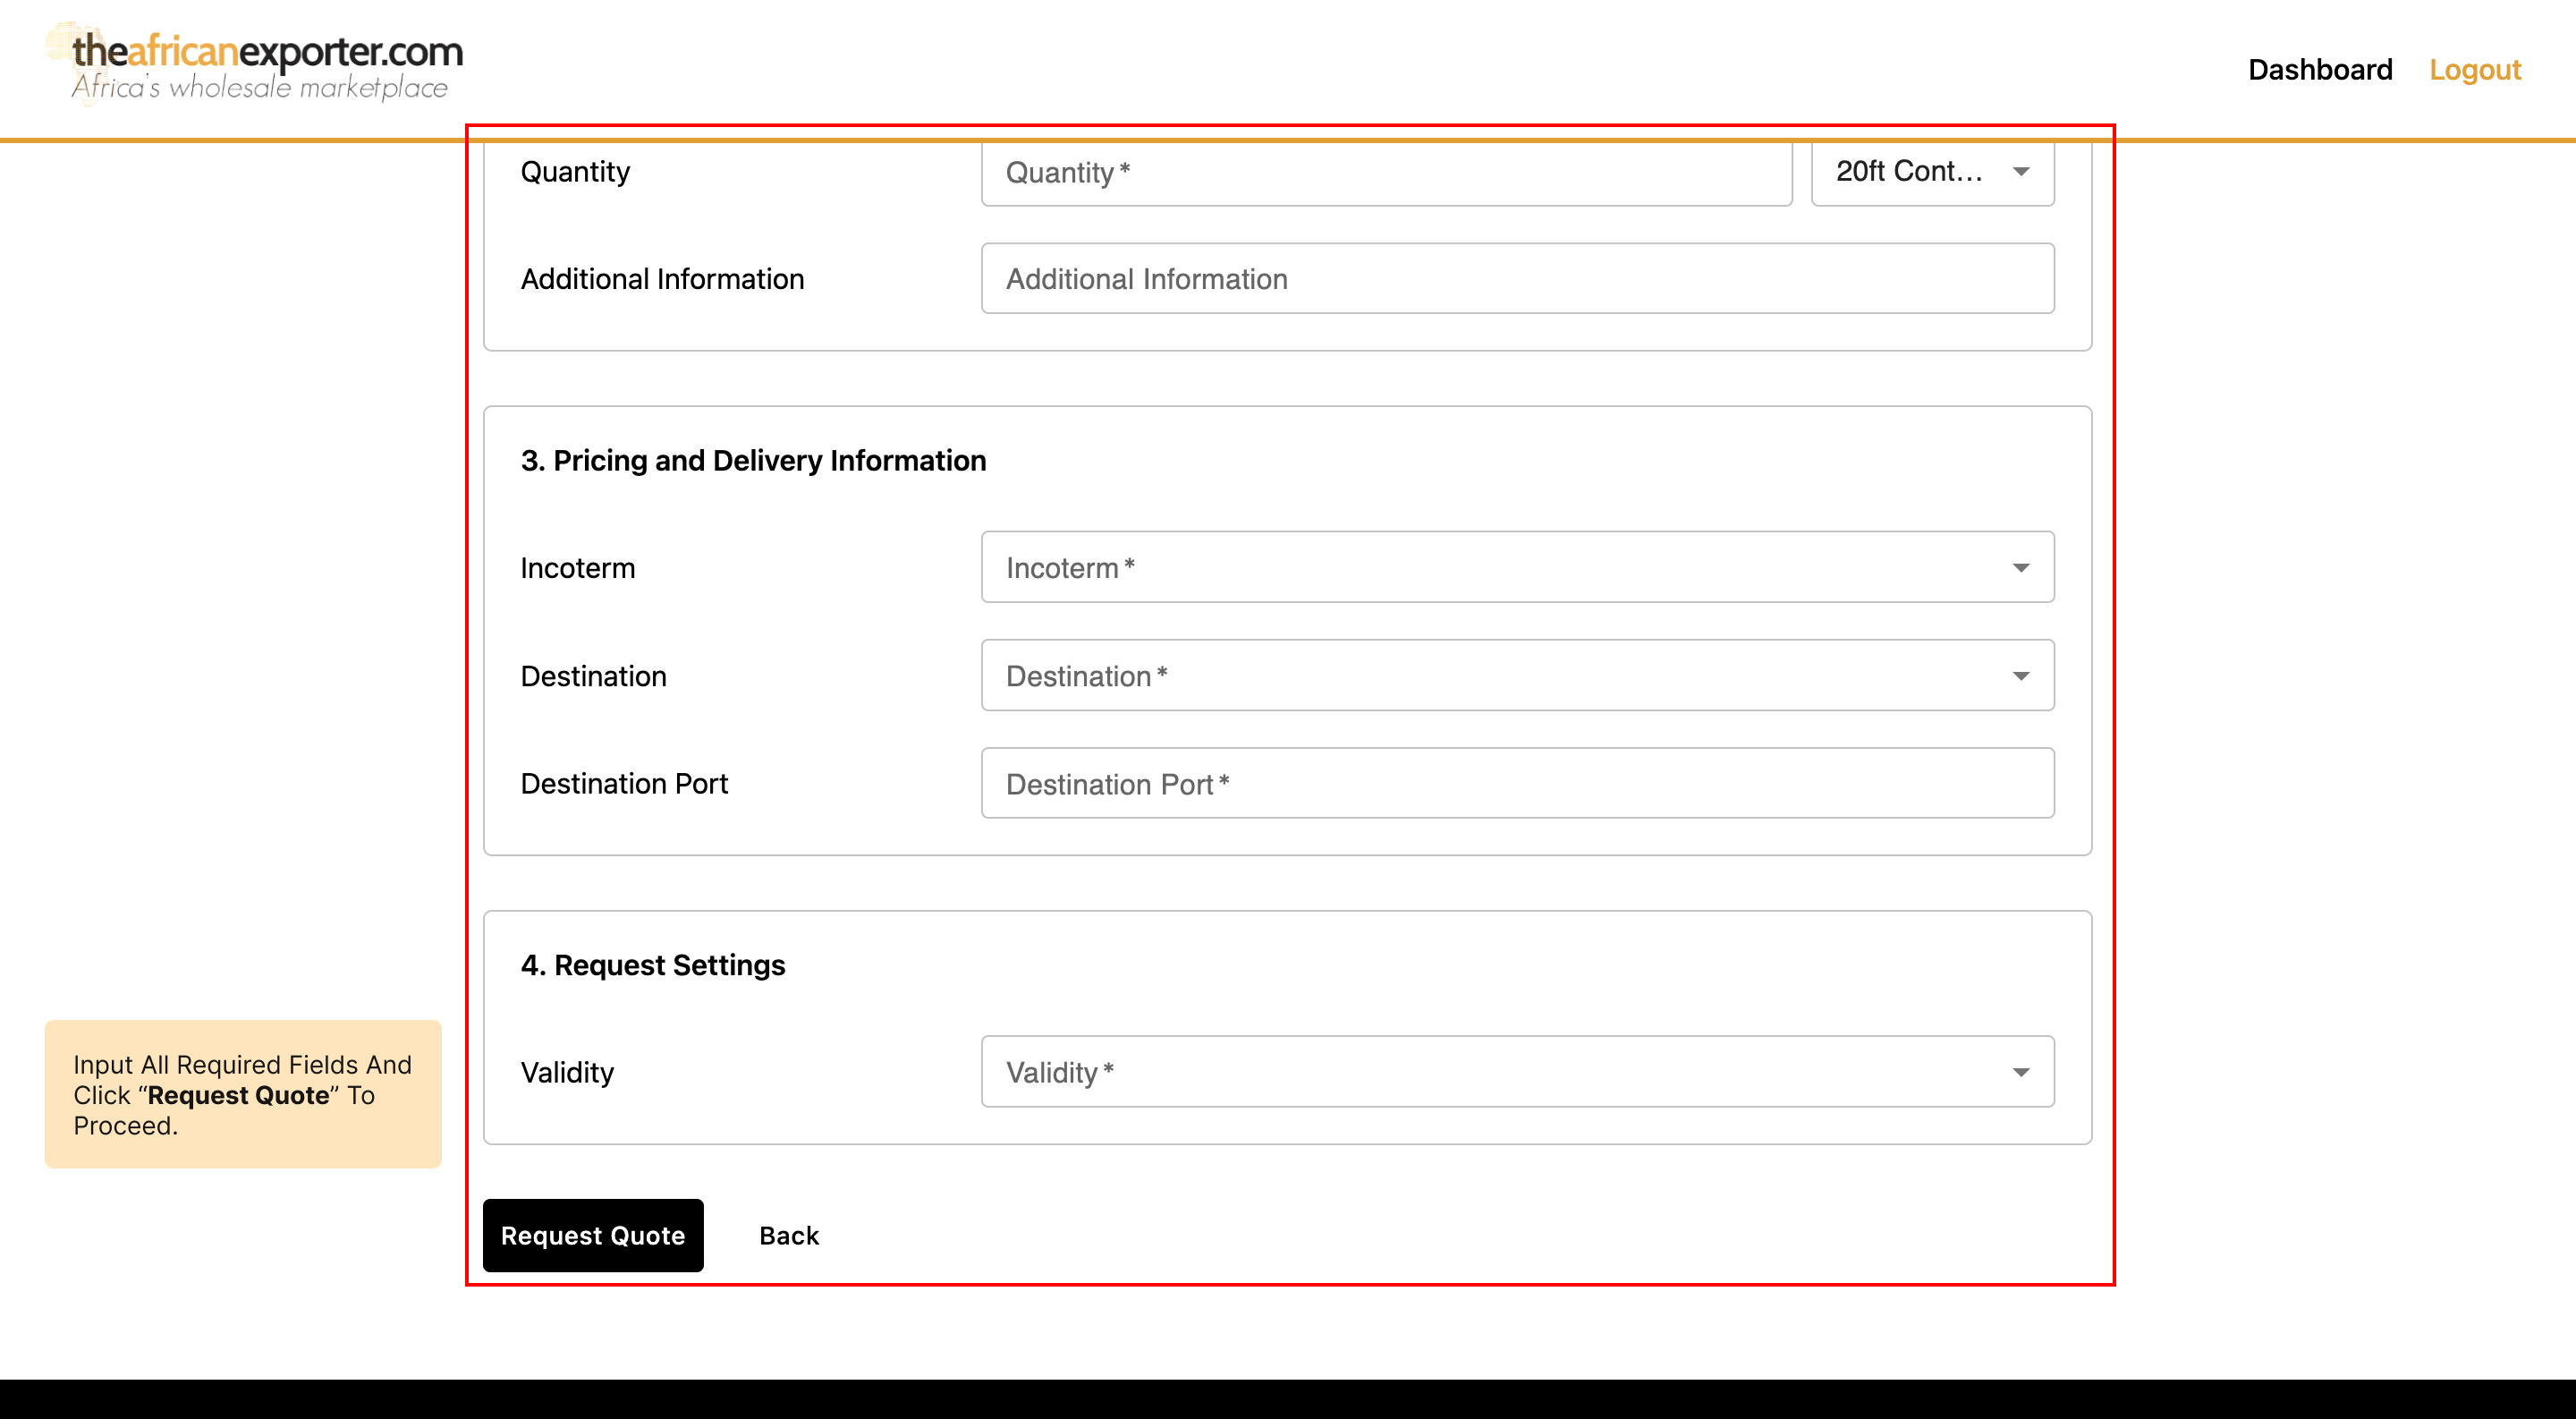 theafricanexporter.com
Africa's wholesale marketplace
Dashboard Logout
Quantity Quantity * 20ft Cont...
Additional Information Additional Information
3. Pricing and Delivery Information
Incoterm Incoterm *
Destination Destination *
Destination Port Destination Port *
4. Request Settings
Validity Validity *
Input All Required Fields And
Click “Request Quote” To
Proceed.
Request Quote Back